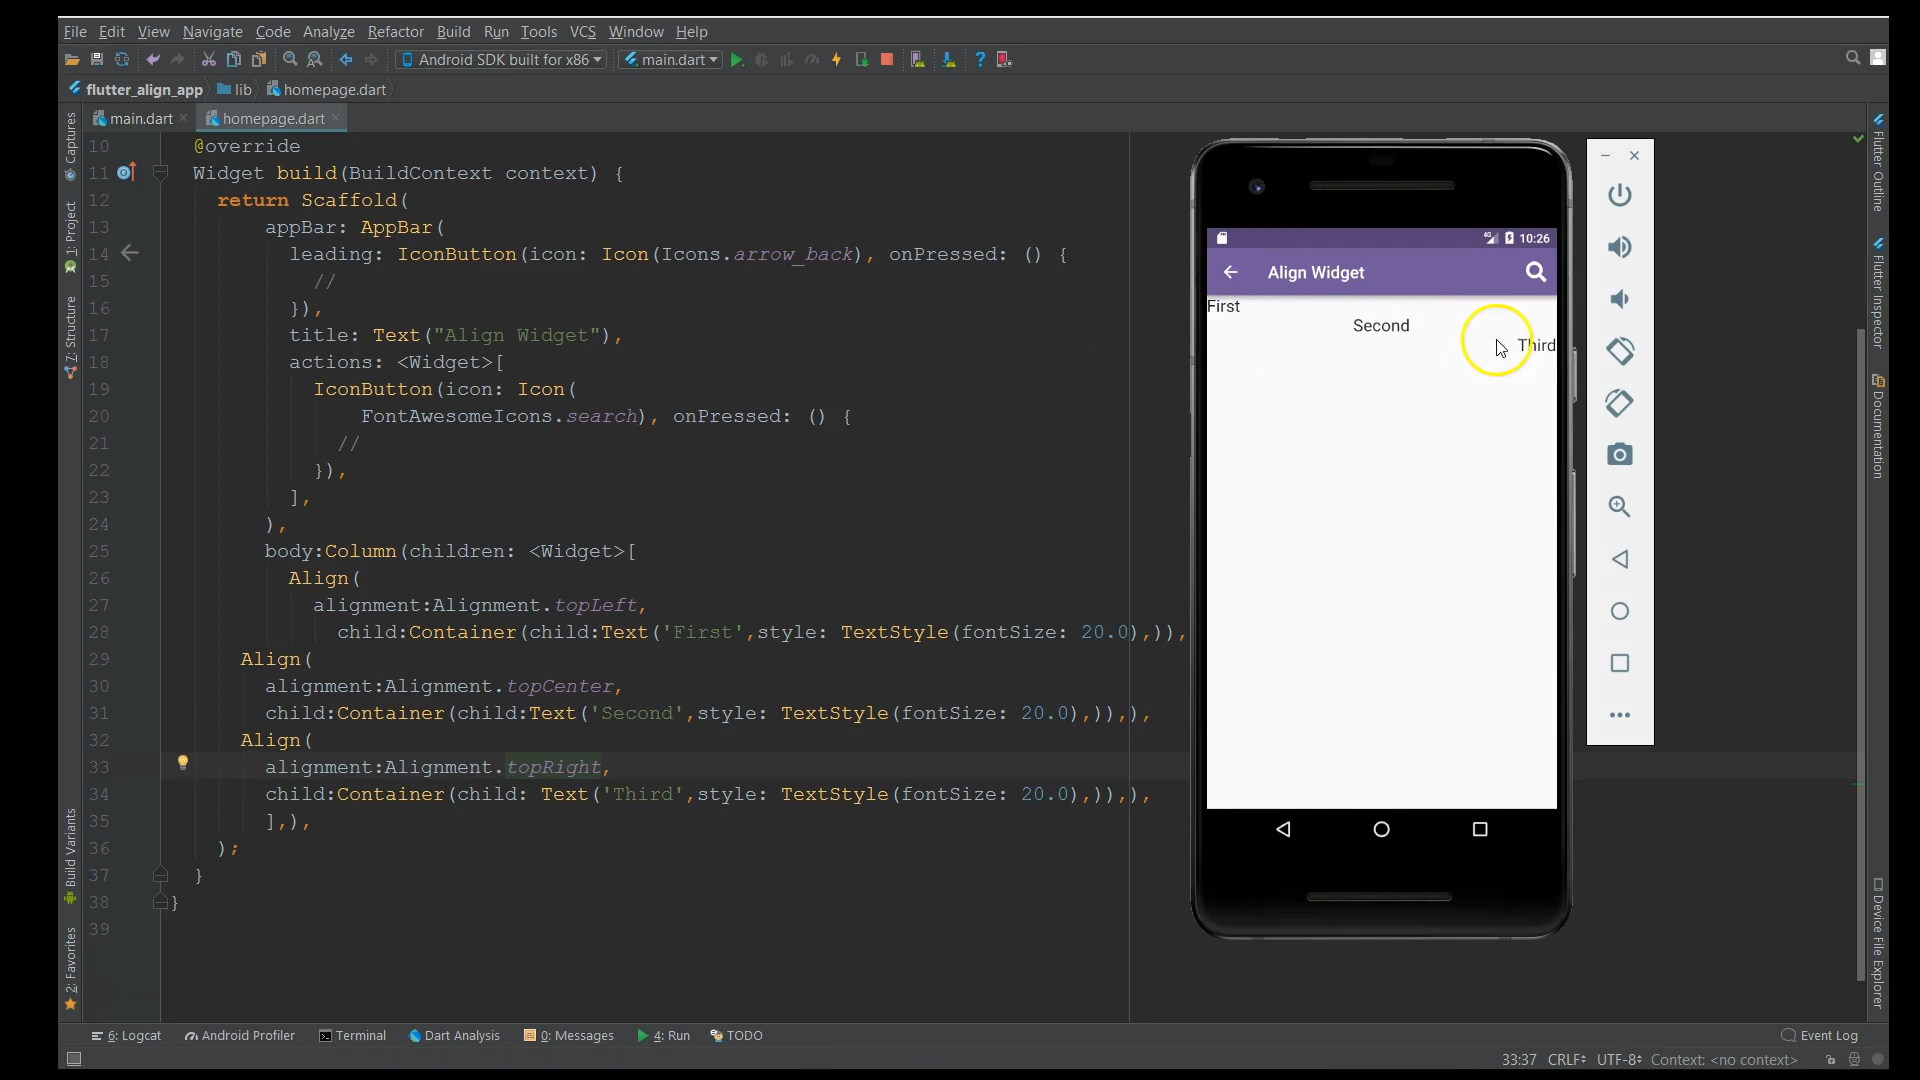 File Edit View Navigate Code Analyze Refactor Build Run Tools VCS Window Help
Android SDK built for x86 main.dart
flutter_align_app lib homepage.dart
main.dart homepage.dart
Captures
1: Project
7: Structure
Build Variants
2: Favorites
10 @override
11 Widget build(BuildContext context) {
12 return Scaffold(
13 appBar: AppBar(
14 leading: IconButton(icon: Icon(Icons.arrow_back), onPressed: () {
15 //
16 }),
17 title: Text("Align Widget"),
18 actions: <Widget>[
19 IconButton(icon: Icon(
20 FontAwesomeIcons.search), onPressed: () {
21 //
22 }),
23 ],
24 ),
25 body:Column(children: <Widget>[
26 Align(
27 alignment:Alignment.topLeft,
28 child:Container(child:Text('First',style: TextStyle(fontSize: 20.0),)),
29 Align(
30 alignment:Alignment.topCenter,
31 child:Container(child:Text('Second',style: TextStyle(fontSize: 20.0),)),),
32 Align(
33 alignment:Alignment.topRight,
34 child:Container(child: Text('Third',style: TextStyle(fontSize: 20.0),)),),
35 ],),
36 );
37 }
38 }
39
4G 10:26
Align Widget
First
Second
Third
Flutter Outline
Flutter Inspector
Documentation
Device File Explorer
6: Logcat Android Profiler Terminal Dart Analysis 0: Messages 4: Run TODO Event Log
33:37 CRLF UTF-8 Context: <no context>